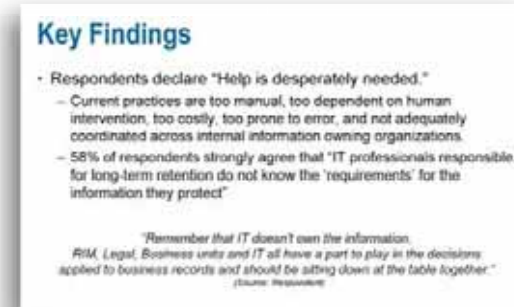 Key Findings
• Respondents declare "Help is desperately needed."
– Current practices are too manual, too dependent on human
intervention, too costly, too prone to error, and not adequately
coordinated across internal information owning organizations.
– 58% of respondents strongly agree that "IT professionals responsible
for long-term retention do not know the 'requirements' for the
information they protect"
"Remember that IT doesn't own the information.
RIM, Legal, Business units and IT all have a part to play in the decisions
applied to business records and should be sitting down at the table together."
(Source: Respondent)